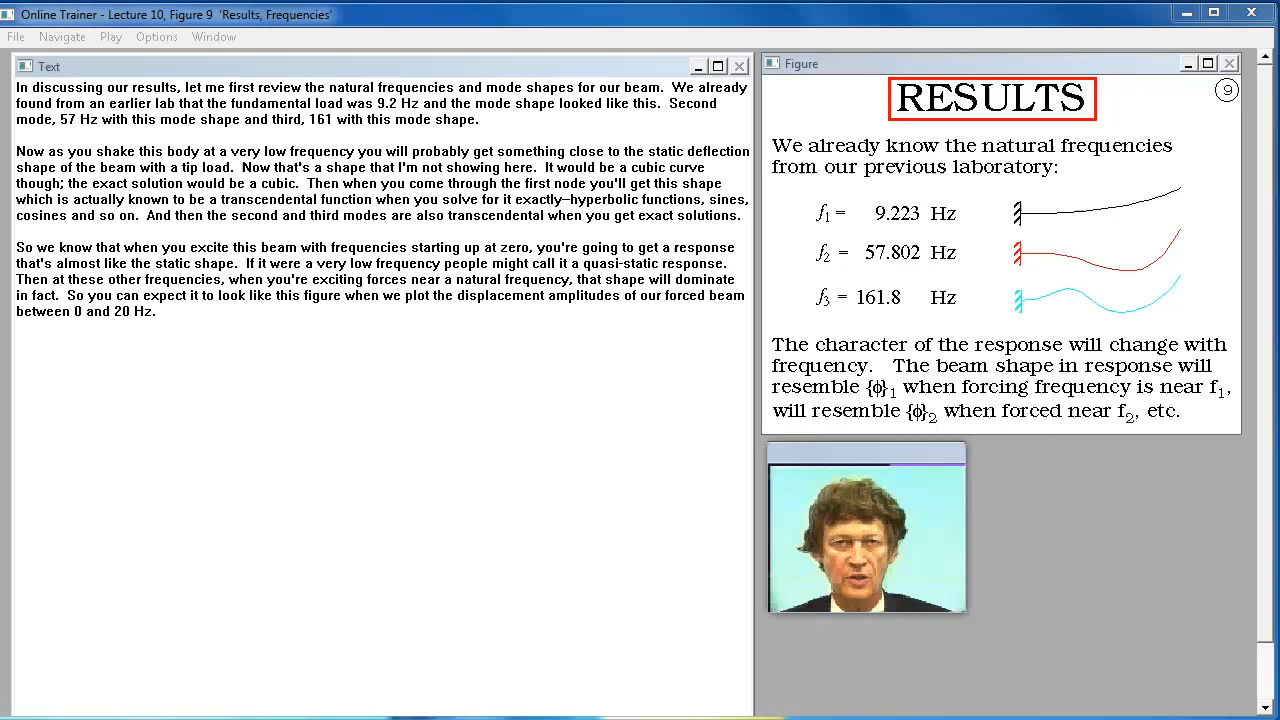 Online Trainer - Lecture 10, Figure 9 'Results, Frequencies'
File Navigate Play Options Window
Text
In discussing our results, let me first review the natural frequencies and mode shapes for our beam. We already
found from an earlier lab that the fundamental load was 9.2 Hz and the mode shape looked like this. Second
mode, 57 Hz with this mode shape and third, 161 with this mode shape.
Now as you shake this body at a very low frequency you will probably get something close to the static deflection
shape of the beam with a tip load. Now that's a shape that I'm not showing here. It would be a cubic curve
though; the exact solution would be a cubic. Then when you come through the first node you'll get this shape
which is actually known to be a transcendental function when you solve for it exactly–hyperbolic functions, sines,
cosines and so on. And then the second and third modes are also transcendental when you get exact solutions.
So we know that when you excite this beam with frequencies starting up at zero, you're going to get a response
that's almost like the static shape. If it were a very low frequency people might call it a quasi-static response.
Then at these other frequencies, when you're exciting forces near a natural frequency, that shape will dominate
in fact. So you can expect it to look like this figure when we plot the displacement amplitudes of our forced beam
between 0 and 20 Hz.
Figure
RESULTS
9
We already know the natural frequencies
from our previous laboratory:
f1 = 9.223 Hz
f2 = 57.802 Hz
f3 = 161.8 Hz
The character of the response will change with
frequency. The beam shape in response will
resemble {ϕ}1 when forcing frequency is near f1,
will resemble {ϕ}2 when forced near f2, etc.